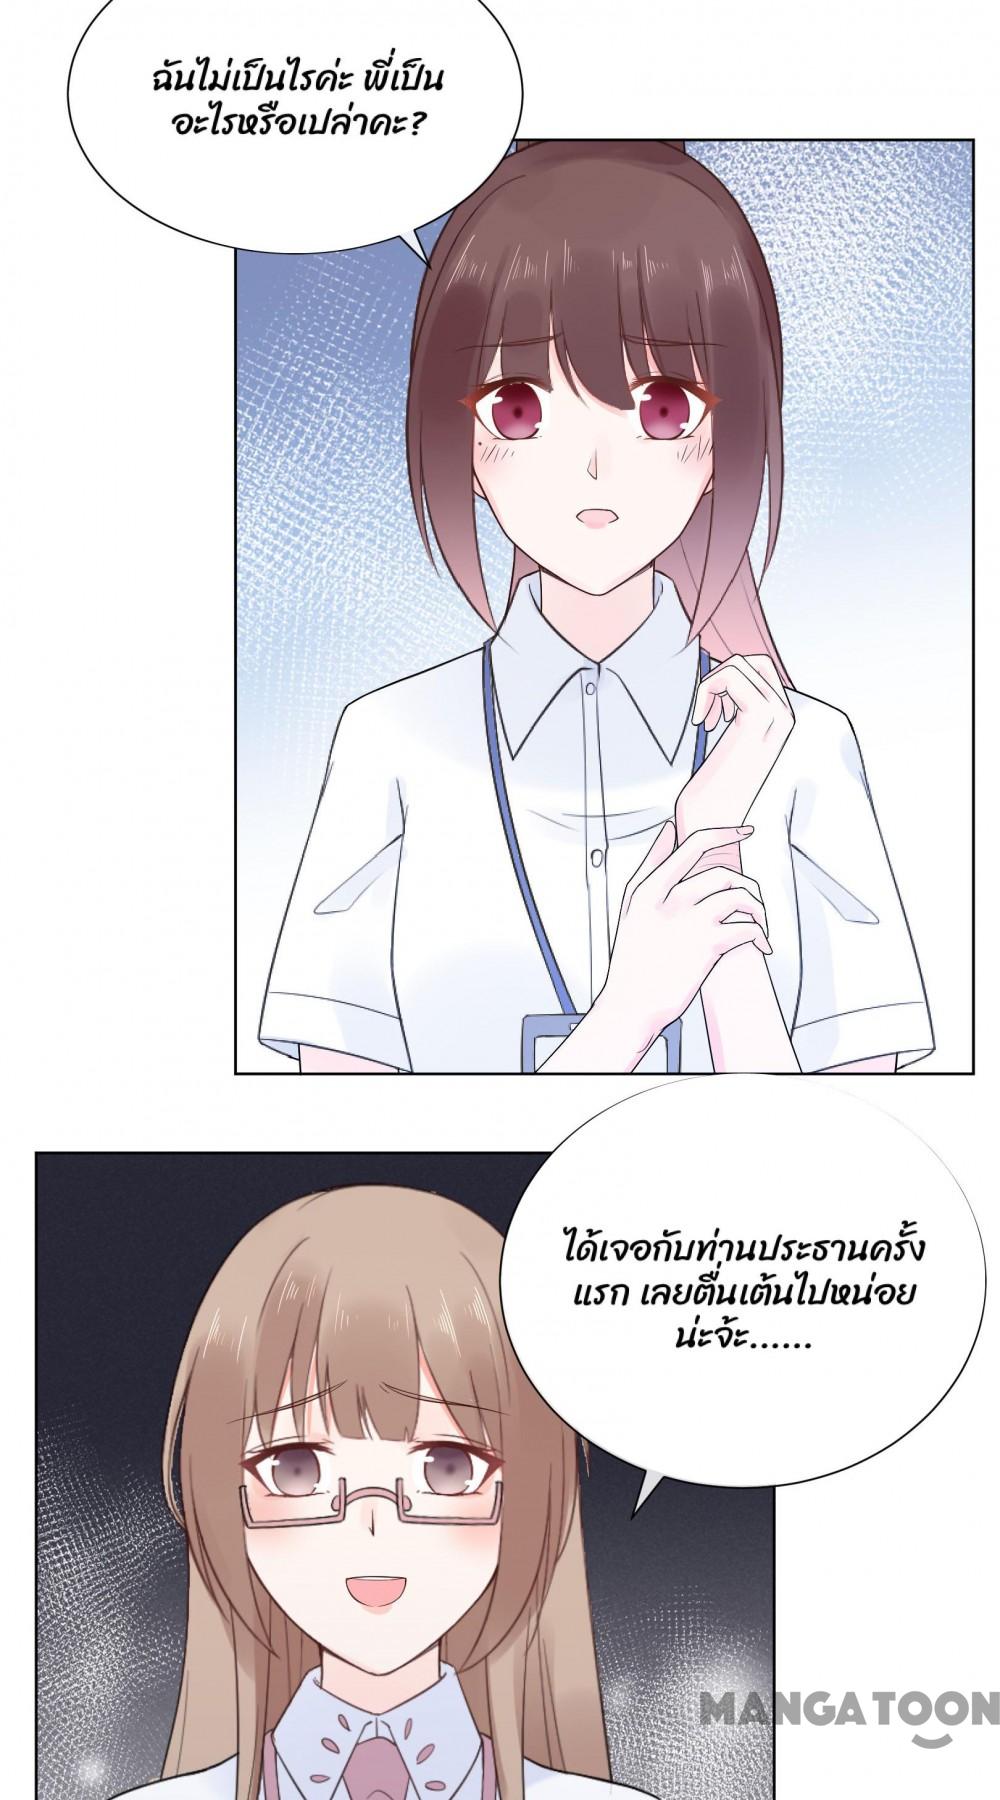 ฉันไม่เป็นไรค่ะ พี่เป็น
อะไรหรือเปล่าคะ?
ได้เจอกับท่านประธานครั้ง
แรก เลยตื่นเต้นไปหน่อย
น่ะจ้ะ......
MANGATOON